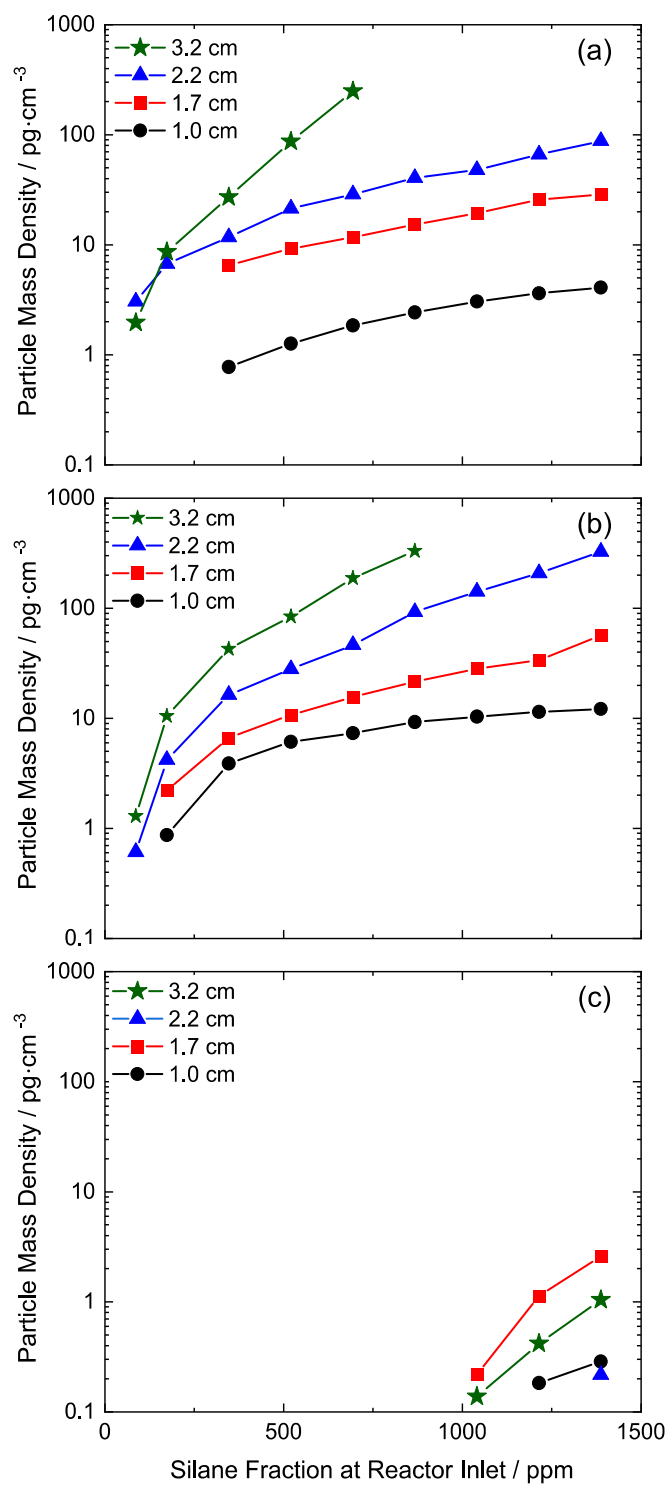 1000
(a)
3.2 cm
2.2 cm
100
1.7 cm
1.0 cm
10
1
0.1
Particle Mass Density / pg·cm⁻³
1000
(b)
3.2 cm
2.2 cm
100
1.7 cm
1.0 cm
10
1
0.1
Particle Mass Density / pg·cm⁻³
1000
(c)
3.2 cm
2.2 cm
100
1.7 cm
1.0 cm
10
1
0.1
Particle Mass Density / pg·cm⁻³
0 500 1000 1500
Silane Fraction at Reactor Inlet / ppm